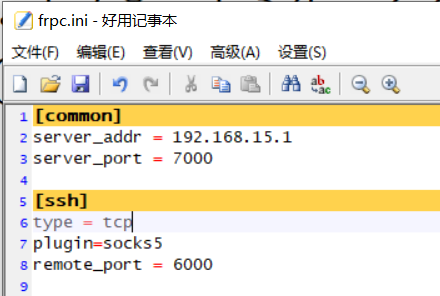 frpc.ini - 好用记事本
文件(F) 编辑(E) 查看(V) 高级(A) 设置(S)
ab
ac
1 [common]
2 server_addr = 192.168.15.1
3 server_port = 7000
4
5 [ssh]
6 type = tcp
7 plugin=socks5
8 remote_port = 6000
9